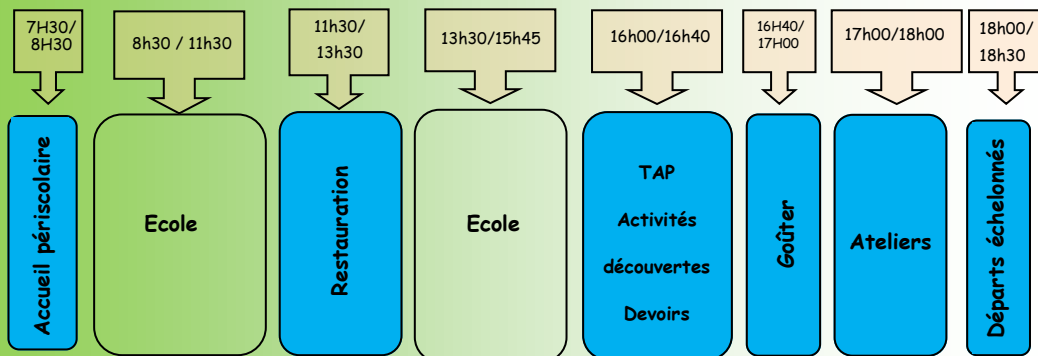 7H30/
8H30
8h30 / 11h30
11h30/
13h30
13h30/15h45
16h00/16h40
16H40/
17H00
17h00/18h00
18h00/
18h30
Accueil périscolaire
Ecole
Restauration
Ecole
TAP
Activités
découvertes
Devoirs
Goûter
Ateliers
Départs échelonnés